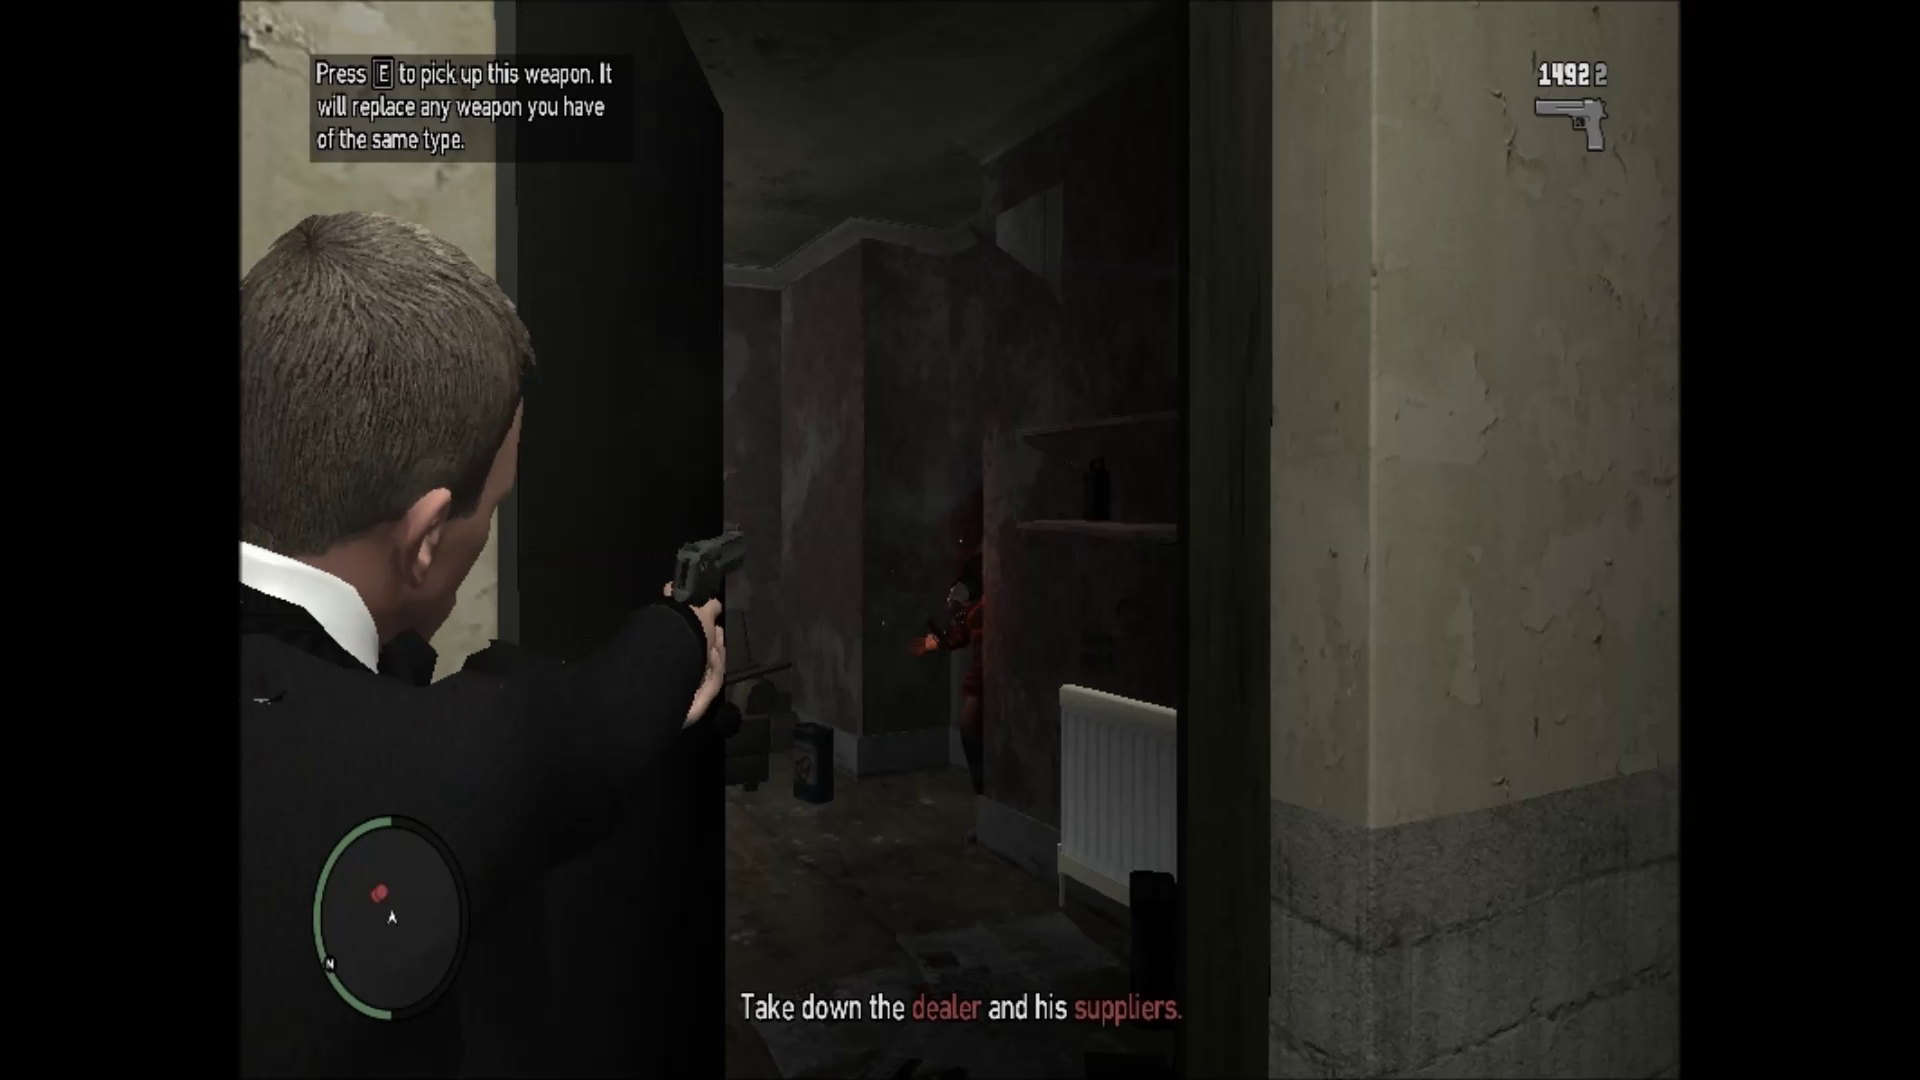 Press E to pick up this weapon. It
will replace any weapon you have
of the same type.
1492 2
N
Take down the dealer and his suppliers.